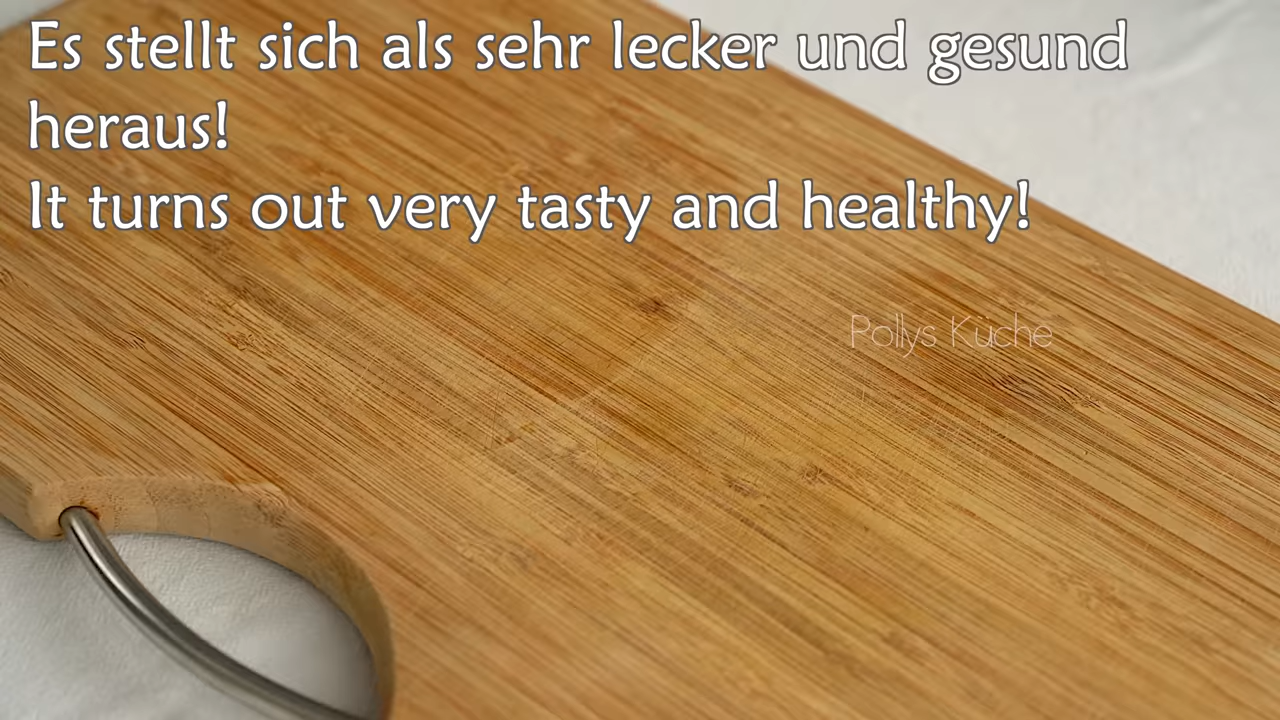 Es stellt sich als sehr lecker und gesund
heraus!
It turns out very tasty and healthy!
Pollys Küche